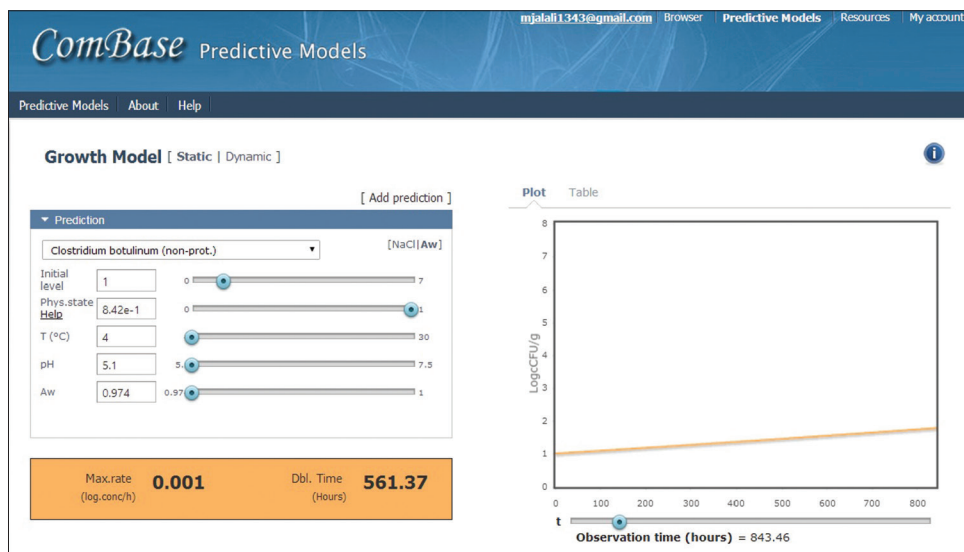 mjalali1343@gmail.com Browser Predictive Models Resources My account
ComBase Predictive Models
Predictive Models About Help
Growth Model [ Static | Dynamic ]
i
[ Add prediction ]
Plot Table
Prediction
Clostridium botulinum (non-prot.) [NaCl|Aw]
Initial level 1 0 7
Phys.state Help 8.42e-1 0 1
T (ºC) 4 30
pH 5.1 5. 7.5
Aw 0.974 0.97 1
Max.rate (log.conc/h) 0.001 Dbl. Time (Hours) 561.37
LogcCFU/g
8
7
6
5
4
3
2
1
0
0 100 200 300 400 500 600 700 800
t
Observation time (hours) = 843.46